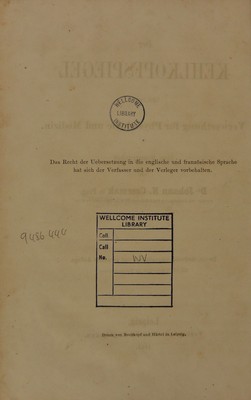 WELLCOME
LIBRARY
INSTITUTE
Das Recht der Uebersetzung in die englische und französische Sprache
hat sich der Verfasser und der Verleger vorbehalten.
WELLCOME INSTITUTE
LIBRARY
Coll.
Call
No.
WV
Druck von Breitkopf und Härtel in Leipzig.